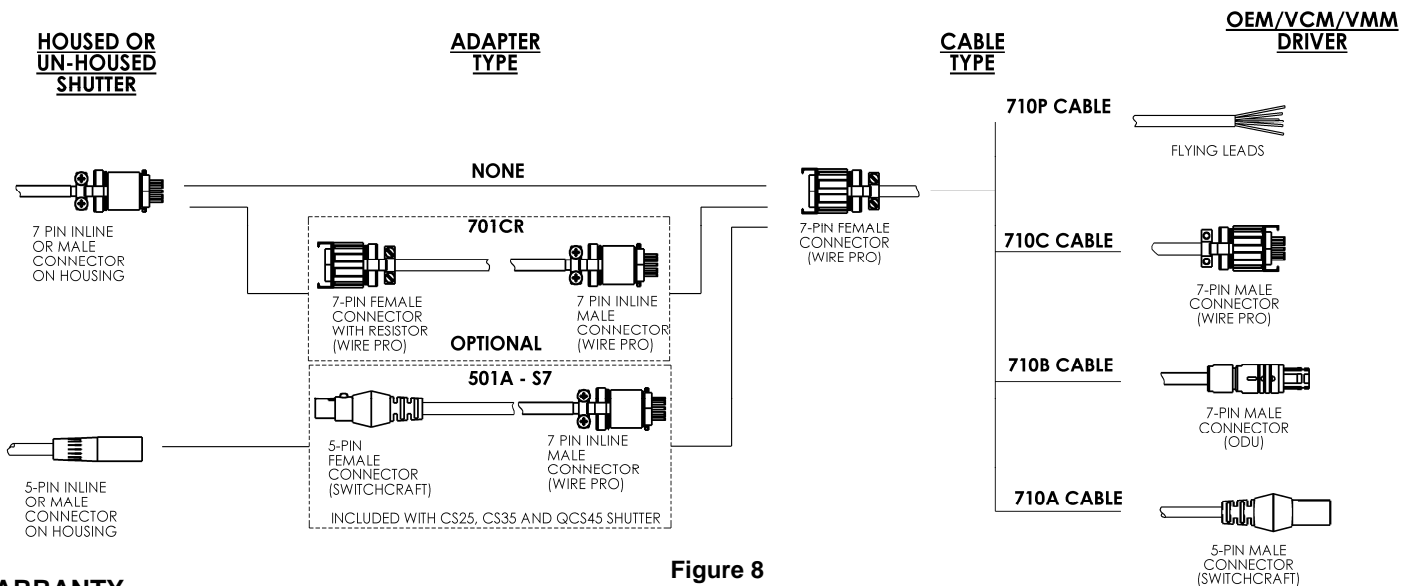 HOUSED OR
UN-HOUSED
SHUTTER
ADAPTER
TYPE
CABLE
TYPE
OEM/VCM/VMM
DRIVER
7 PIN INLINE
OR MALE
CONNECTOR
ON HOUSING
5-PIN INLINE
OR MALE
CONNECTOR
ON HOUSING
NONE
701CR
7-PIN FEMALE
CONNECTOR
WITH RESISTOR
(WIRE PRO)
7 PIN INLINE
MALE
CONNECTOR
(WIRE PRO)
OPTIONAL
501A - S7
5-PIN
FEMALE
CONNECTOR
(SWITCHCRAFT)
7 PIN INLINE
MALE
CONNECTOR
(WIRE PRO)
INCLUDED WITH CS25, CS35 AND QCS45 SHUTTER
7-PIN FEMALE
CONNECTOR
(WIRE PRO)
710P CABLE
FLYING LEADS
710C CABLE
7-PIN MALE
CONNECTOR
(WIRE PRO)
710B CABLE
7-PIN MALE
CONNECTOR
(ODU)
710A CABLE
5-PIN MALE
CONNECTOR
(SWITCHCRAFT)
Figure 8